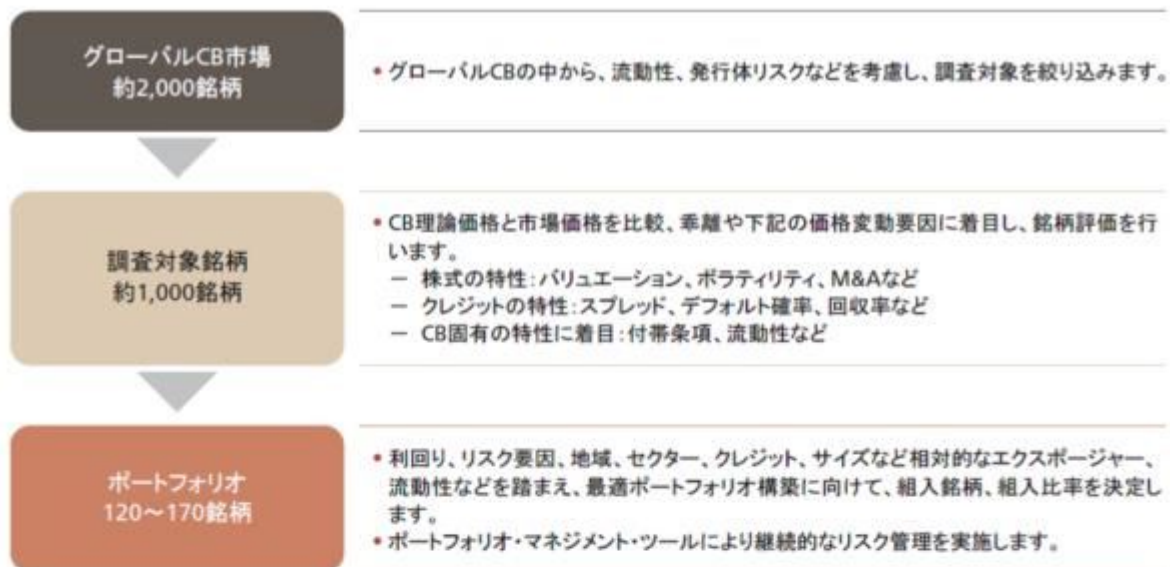 グローバルCB市場
約2,000銘柄
• グローバルCBの中から、流動性、発行体リスクなどを考慮し、調査対象を絞り込みます。
調査対象銘柄
約1,000銘柄
• CB理論価格と市場価格を比較、乖離や下記の価格変動要因に着目し、銘柄評価を行
います。
― 株式の特性：バリュエーション、ボラティリティ、M&Aなど
― クレジットの特性：スプレッド、デフォルト確率、回収率など
― CB固有の特性に着目：付帯条項、流動性など
ポートフォリオ
120～170銘柄
• 利回り、リスク要因、地域、セクター、クレジット、サイズなど相対的なエクスポージャー、
流動性などを踏まえ、最適ポートフォリオ構築に向けて、組入銘柄、組入比率を決定し
ます。
• ポートフォリオ・マネジメント・ツールにより継続的なリスク管理を実施します。